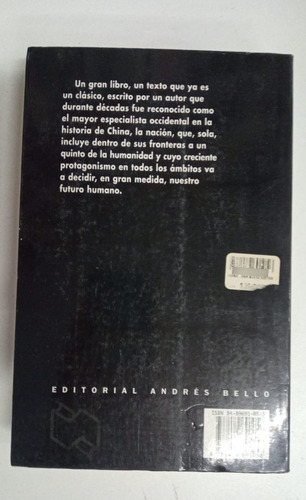 Un gran libro, un texto que ya es
un clásico, escrito por un autor que
durante décadas fue reconocido como
el mayor especialista occidental en la
historia de China, la nación, que, sola,
incluye dentro de sus fronteras a un
quinto de la humanidad y cuyo creciente
protagonismo en todos los ámbitos va
a decidir, en gran medida, nuestro
futuro humano.
EDITORIAL ANDRÉS BELLO
ISBN